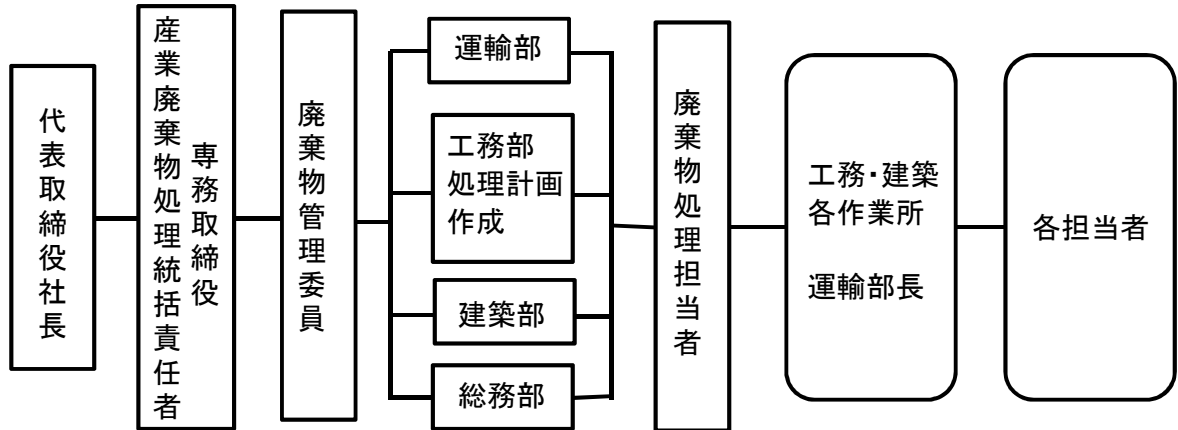 代表取締役社長
産業廃棄物処理統括責任者
専務取締役
廃棄物管理委員
運輸部
工務部
処理計画
作成
建築部
総務部
廃棄物処理担当者
工務・建築
各作業所
運輸部長
各担当者